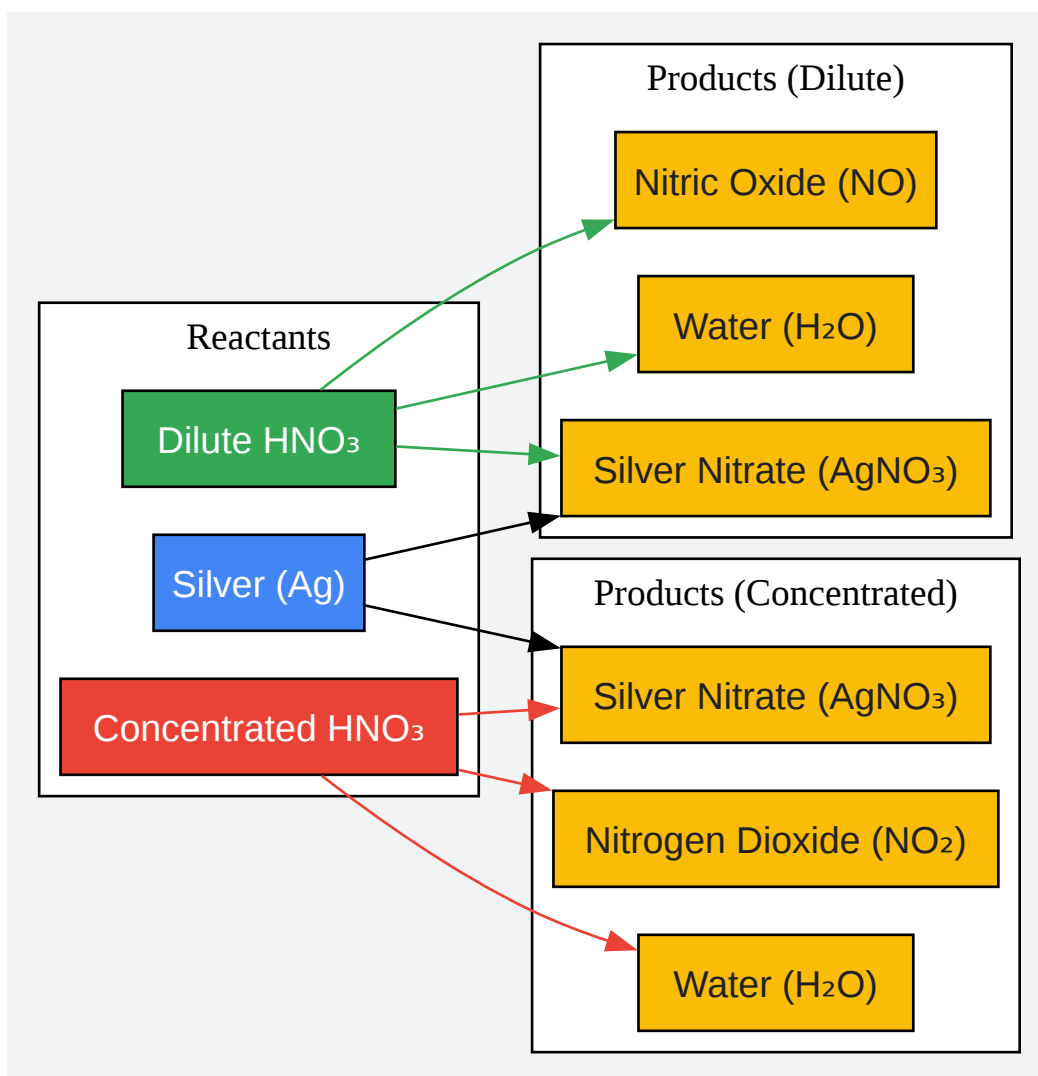 Reactants
Dilute HNO₃
Silver (Ag)
Concentrated HNO₃
Products (Dilute)
Nitric Oxide (NO)
Water (H₂O)
Silver Nitrate (AgNO₃)
Products (Concentrated)
Silver Nitrate (AgNO₃)
Nitrogen Dioxide (NO₂)
Water (H₂O)